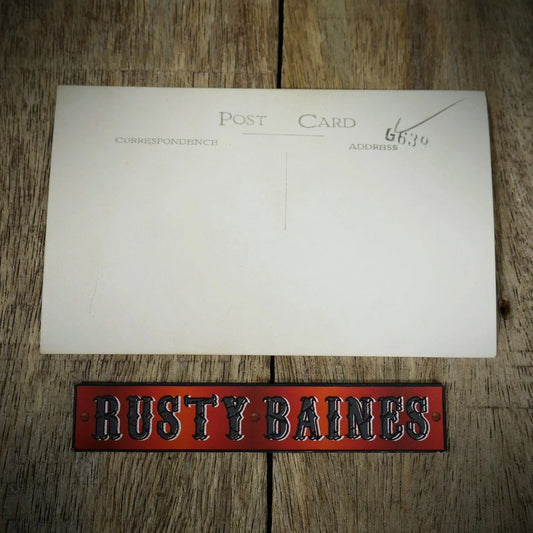 POST CARD
CORRESPONDENCE
ADDRESS
G639
RUSTY BAINES